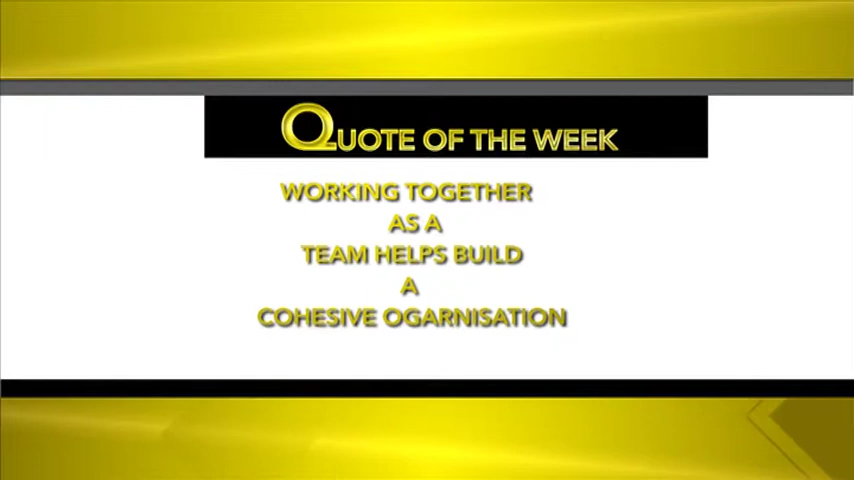 QUOTE OF THE WEEK
WORKING TOGETHER
AS A
TEAM HELPS BUILD
A
COHESIVE OGARNISATION